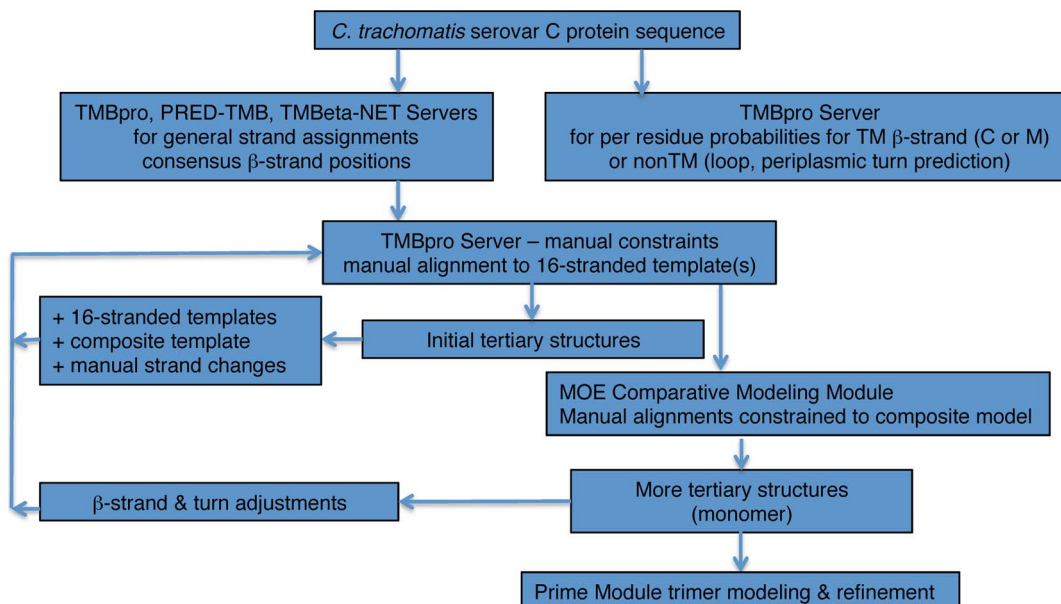 C. trachomatis serovar C protein sequence
TMBpro, PRED-TMB, TMBeta-NET Servers
for general strand assignments
consensus β-strand positions
TMBpro Server
for per residue probabilities for TM β-strand (C or M)
or nonTM (loop, periplasmic turn prediction)
TMBpro Server – manual constraints
manual alignment to 16-stranded template(s)
+ 16-stranded templates
+ composite template
+ manual strand changes
Initial tertiary structures
MOE Comparative Modeling Module
Manual alignments constrained to composite model
β-strand & turn adjustments
More tertiary structures
(monomer)
Prime Module trimer modeling & refinement